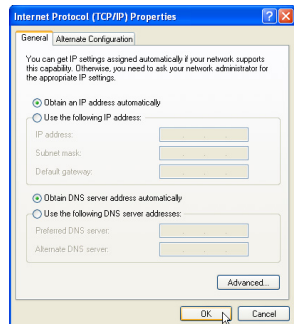 Internet Protocol (TCP/IP) Properties
General
Alternate Configuration
You can get IP settings assigned automatically if your network supports
this capability. Otherwise, you need to ask your network administrator for
the appropriate IP settings.
Obtain an IP address automatically
Use the following IP address:
IP address:
Subnet mask:
Default gateway:
Obtain DNS server address automatically
Use the following DNS server addresses:
Preferred DNS server:
Alternate DNS server:
Advanced...
OK
Cancel